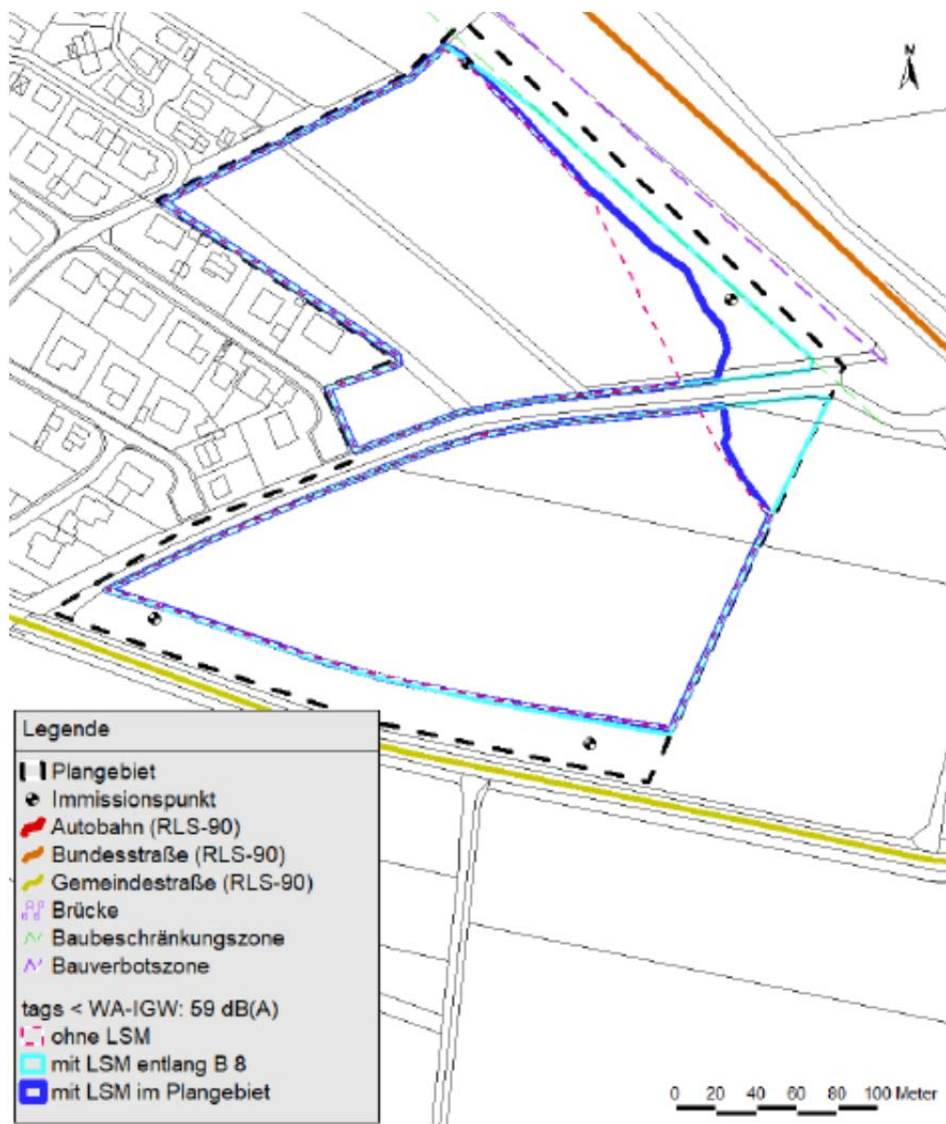 N
Legende
Plangebiet
Immissionspunkt
Autobahn (RLS-90)
Bundesstraße (RLS-90)
Gemeindestraße (RLS-90)
Brücke
Baubeschränkungszone
Bauverbotszone
tags < WA-IGW: 59 dB(A)
ohne LSM
mit LSM entlang B 8
mit LSM im Plangebiet
0 20 40 60 80 100 Meter